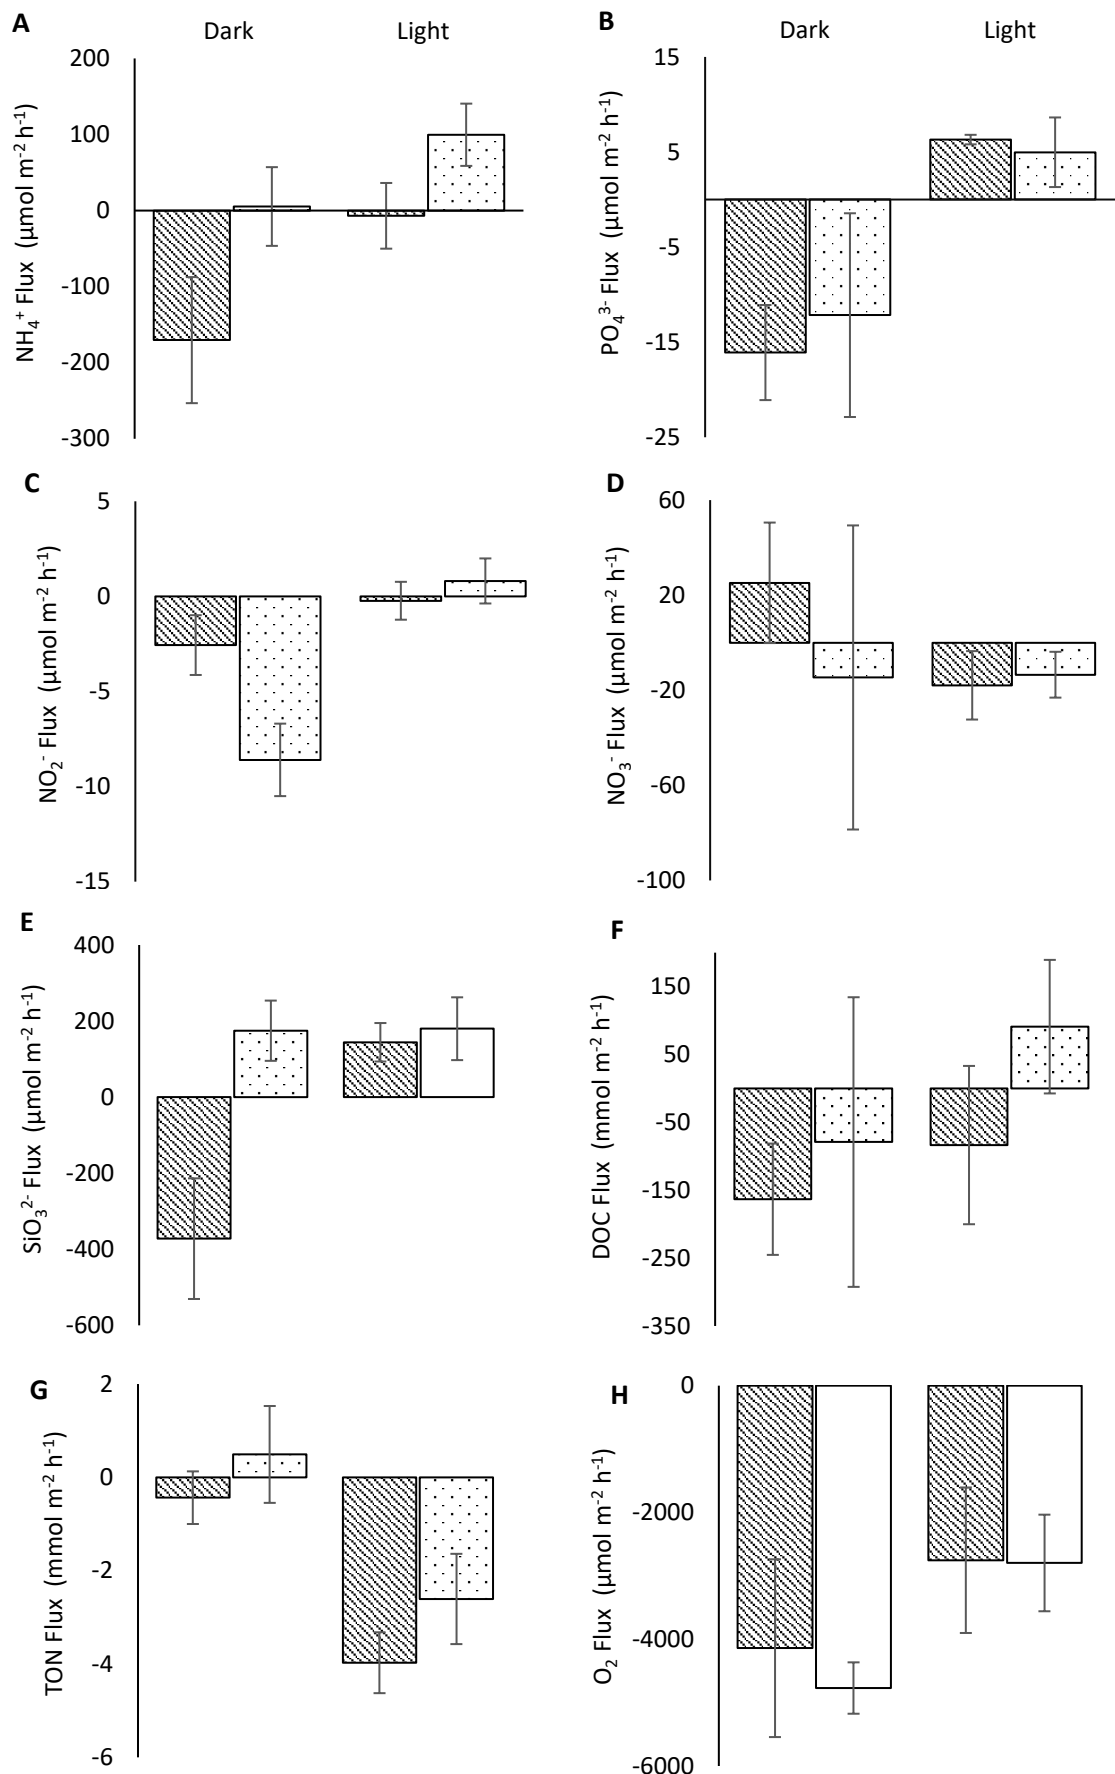 A
Dark
Light
200
100
0
-100
-200
-300
NH₄⁺ Flux (µmol m⁻² h⁻¹)
B
Dark
Light
15
5
-5
-15
-25
PO₄³⁻ Flux (µmol m⁻² h⁻¹)
C
5
0
-5
-10
-15
NO₂⁻ Flux (µmol m⁻² h⁻¹)
D
60
20
-20
-60
-100
NO₃⁻ Flux (µmol m⁻² h⁻¹)
E
400
200
0
-200
-400
-600
SiO₃²⁻ Flux (µmol m⁻² h⁻¹)
F
150
50
-50
-150
-250
-350
DOC Flux (mmol m⁻² h⁻¹)
G
2
0
-2
-4
-6
TON Flux (mmol m⁻² h⁻¹)
H
0
-2000
-4000
-6000
O₂ Flux (µmol m⁻² h⁻¹)